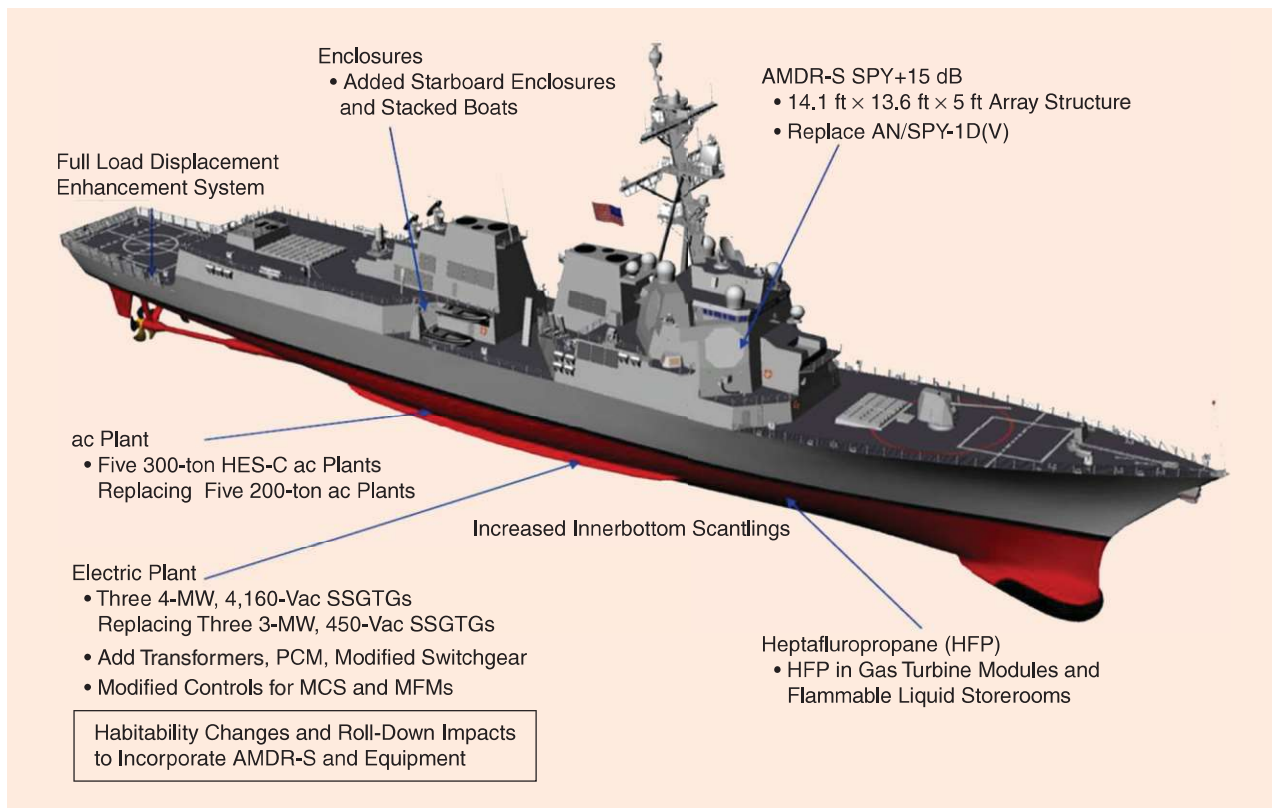 Enclosures
• Added Starboard Enclosures
and Stacked Boats
AMDR-S SPY+15 dB
• 14.1 ft × 13.6 ft × 5 ft Array Structure
• Replace AN/SPY-1D(V)
Full Load Displacement
Enhancement System
ac Plant
• Five 300-ton HES-C ac Plants
Replacing Five 200-ton ac Plants
Increased Innerbottom Scantlings
Electric Plant
• Three 4-MW, 4,160-Vac SSGTGs
Replacing Three 3-MW, 450-Vac SSGTGs
• Add Transformers, PCM, Modified Switchgear
• Modified Controls for MCS and MFMs
Heptafluropropane (HFP)
• HFP in Gas Turbine Modules and
Flammable Liquid Storerooms
Habitability Changes and Roll-Down Impacts
to Incorporate AMDR-S and Equipment